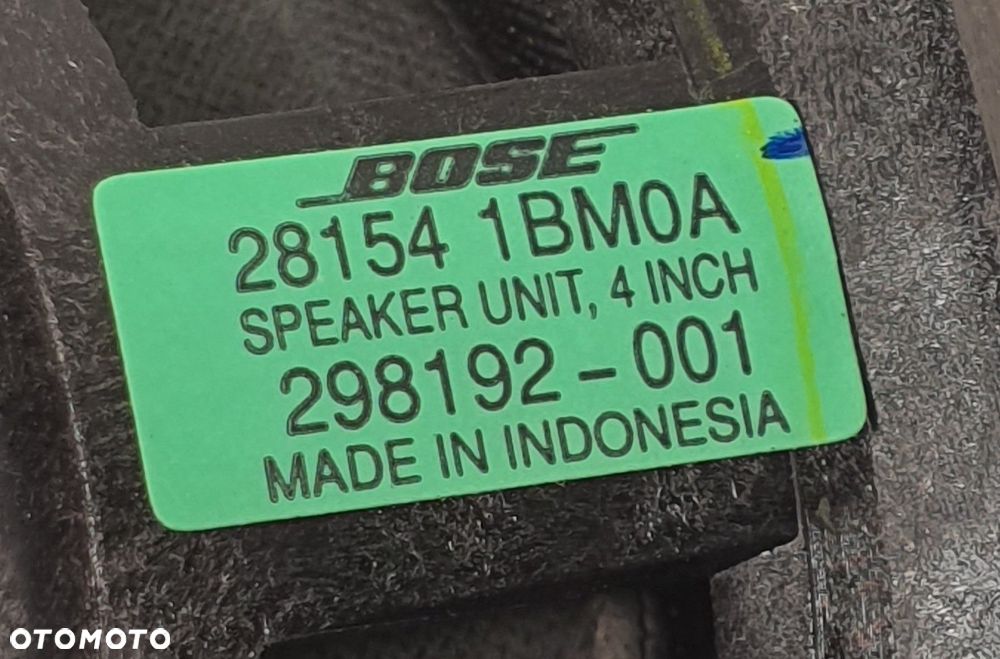 BOSE
28154 1BM0A
SPEAKER UNIT, 4 INCH
298192-001
MADE IN INDONESIA
OTOMOTO